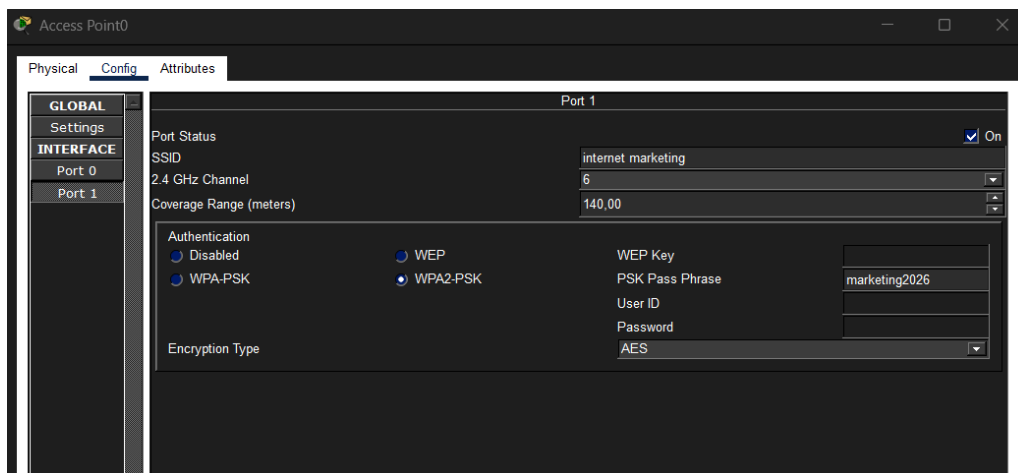 Access Point0
Physical Config Attributes
GLOBAL
Settings
INTERFACE
Port 0
Port 1
Port 1
Port Status On
SSID internet marketing
2.4 GHz Channel 6
Coverage Range (meters) 140,00
Authentication
Disabled WEP WEP Key
WPA-PSK WPA2-PSK PSK Pass Phrase marketing2026
User ID
Password
Encryption Type AES